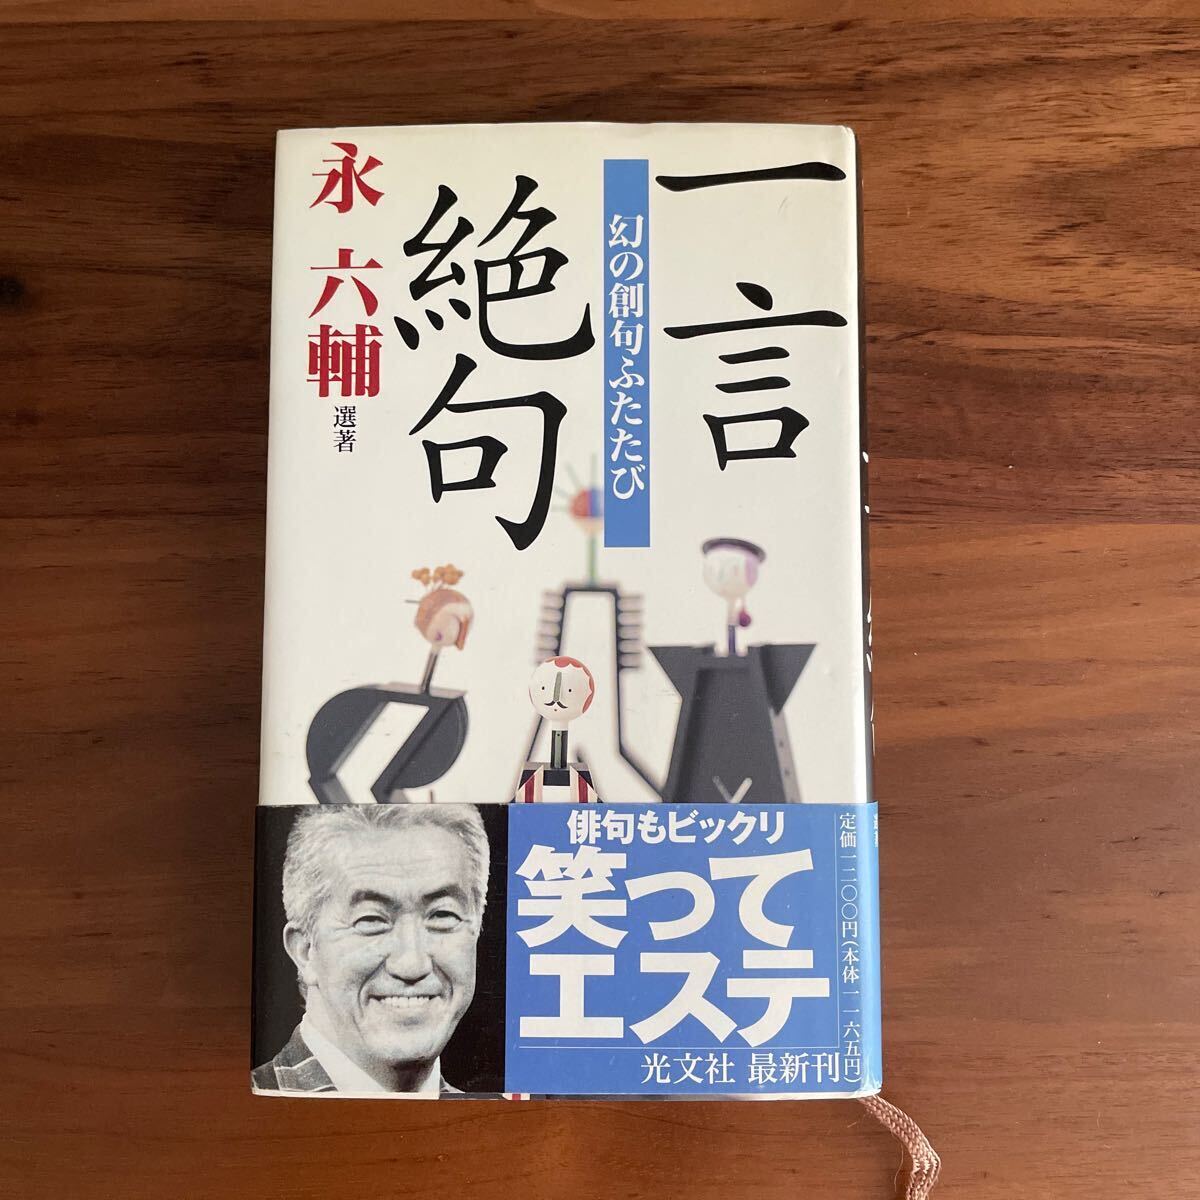 一言
幻の創句ふたたび
絶句
永 六輔
選著
俳句もビックリ
笑って
エステ
光文社 最新刊
定価一二〇〇円(本体一一六五円)